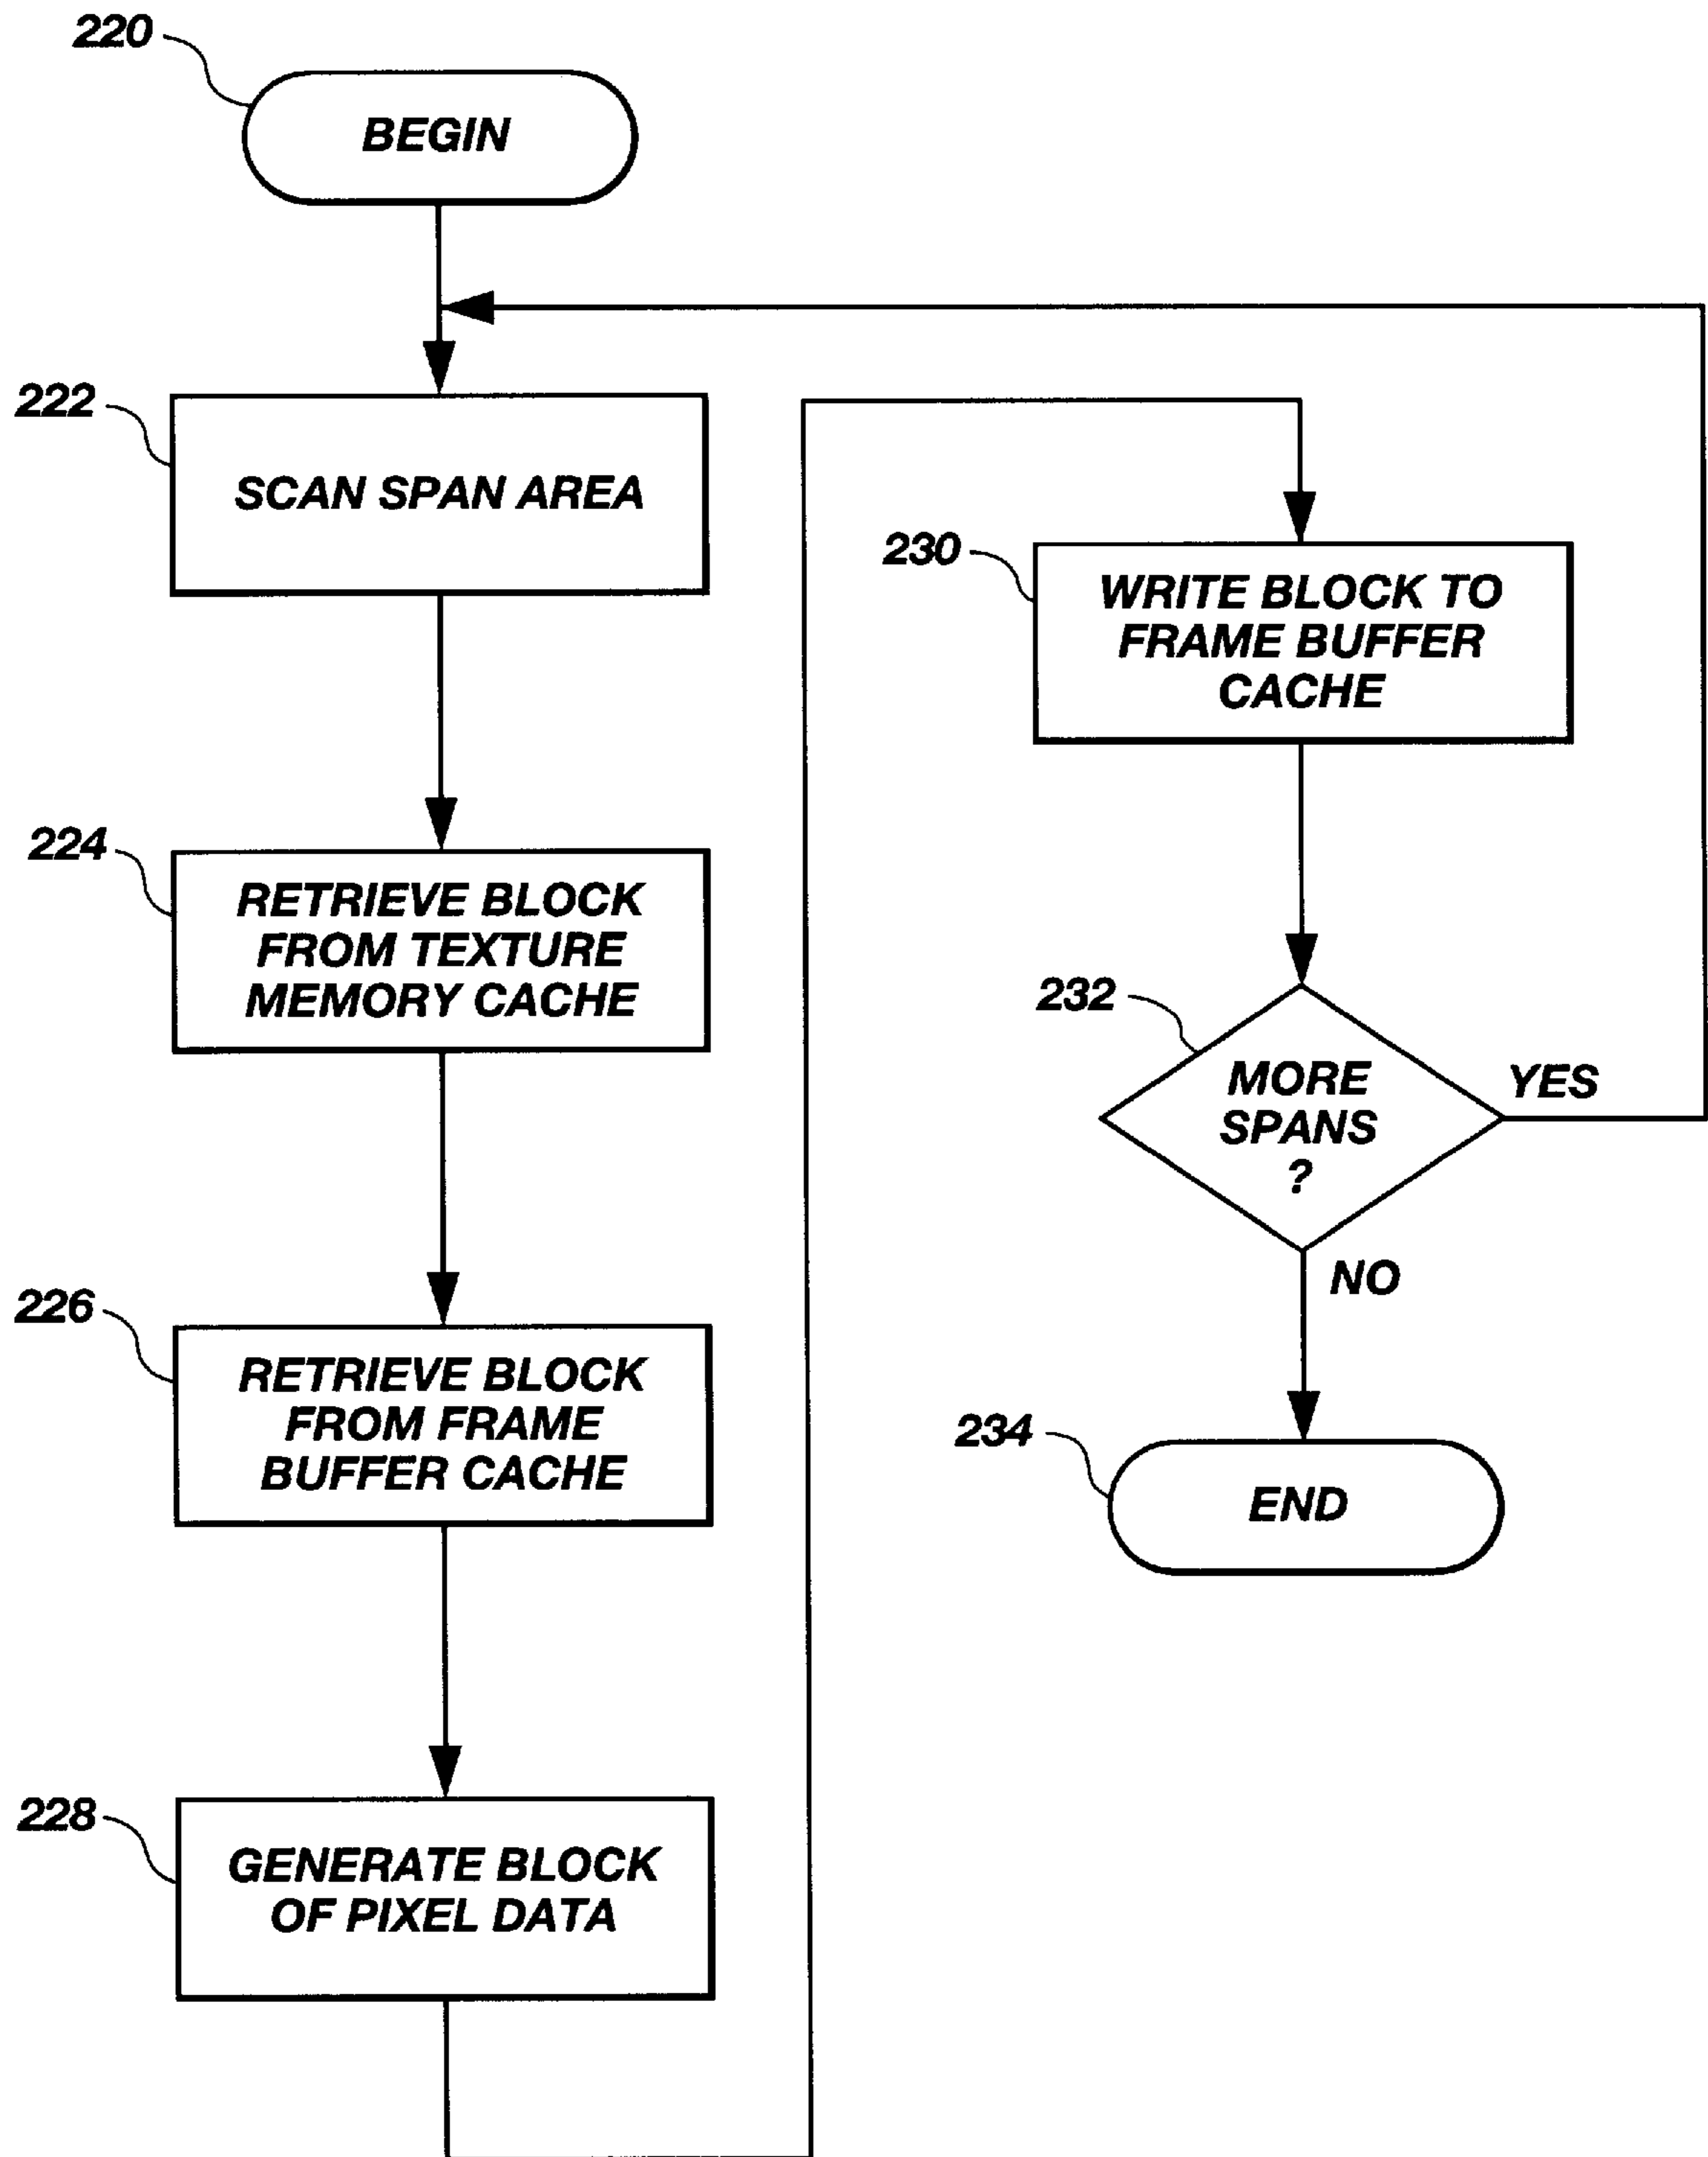 220
BEGIN
222
SCAN SPAN AREA
224
RETRIEVE BLOCK
FROM TEXTURE
MEMORY CACHE
226
RETRIEVE BLOCK
FROM FRAME
BUFFER CACHE
228
GENERATE BLOCK
OF PIXEL DATA
230
WRITE BLOCK TO
FRAME BUFFER
CACHE
232
MORE
SPANS
?
YES
NO
234
END